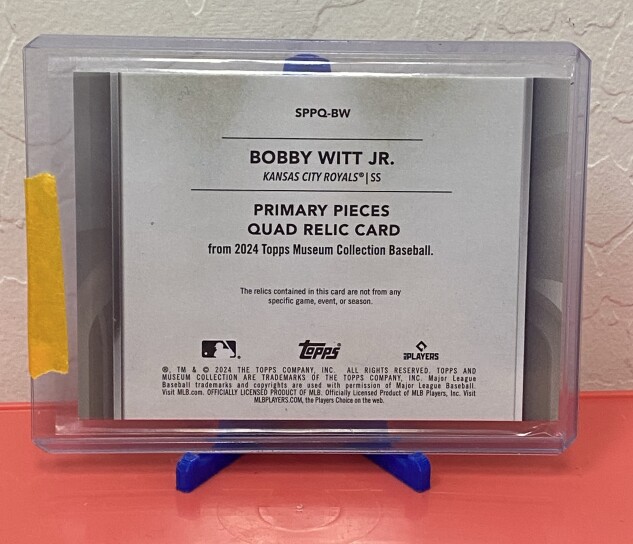 SPPQ-BW
BOBBY WITT JR.
KANSAS CITY ROYALS® | SS
PRIMARY PIECES
QUAD RELIC CARD
from 2024 Topps Museum Collection Baseball.
The relics contained in this card are not from any
specific game, event, or season.
topps
PLAYERS
®, TM & © 2024 THE TOPPS COMPANY, INC. ALL RIGHTS RESERVED. TOPPS AND
MUSEUM COLLECTION ARE TRADEMARKS OF THE TOPPS COMPANY, INC. Major League
Baseball trademarks and copyrights are used with permission of Major League Baseball.
Visit MLB.com. OFFICIALLY LICENSED PRODUCT OF MLB. Officially Licensed Product of MLB Players, Inc. Visit
MLBPLAYERS.COM, the Players Choice on the web.